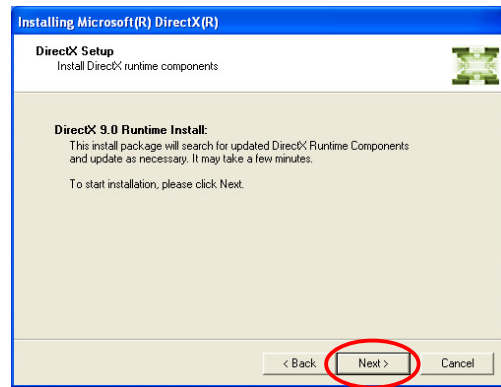 Installing Microsoft(R) DirectX(R)
DirectX Setup
Install DirectX runtime components
DirectX 9.0 Runtime Install:
This install package will search for updated DirectX Runtime Components
and update as necessary. It may take a few minutes.
To start installation, please click Next.
< Back Next > Cancel